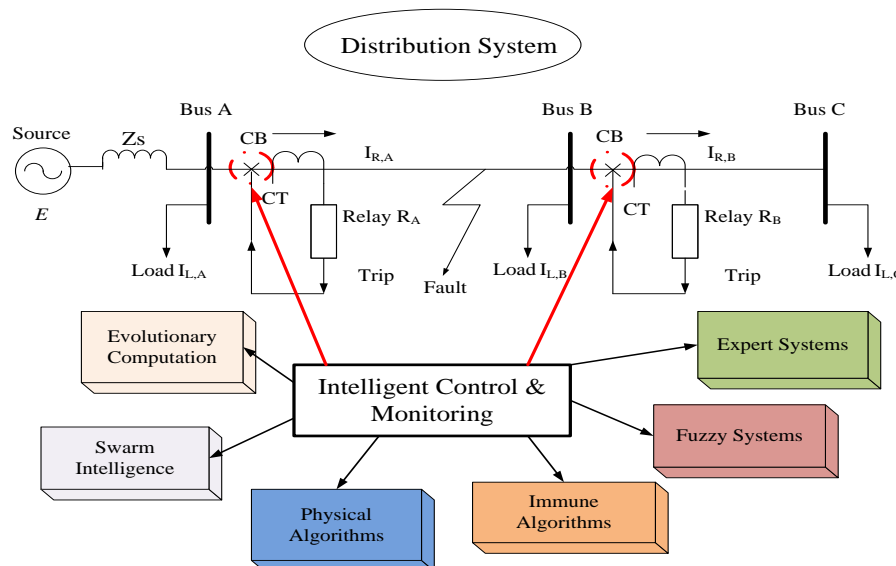 Distribution System
Bus A
Bus B
Bus C
Source
Zs
CB
I_{R,A}
CB
I_{R,B}
E
CT
Relay R_A
CT
Relay R_B
Load I_{L,A}
Trip
Fault
Load I_{L,B}
Trip
Load I_{L,C}
Evolutionary
Computation
Expert Systems
Intelligent Control &
Monitoring
Swarm
Intelligence
Fuzzy Systems
Physical
Algorithms
Immune
Algorithms